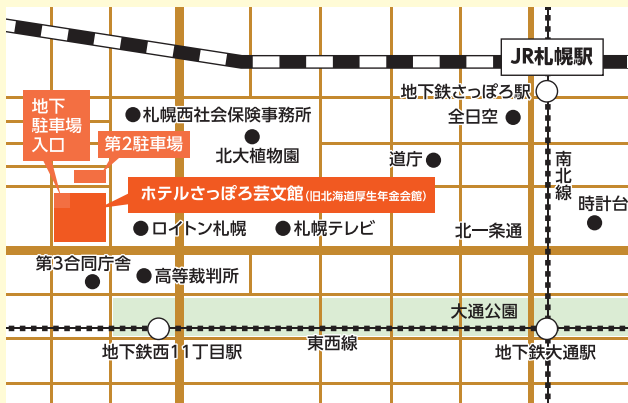 JR札幌駅
地下鉄さっぽろ駅
地下
駐車場
入口
札幌西社会保険事務所
全日空
第2駐車場
北大植物園
道庁
南北線
ホテルさっぽろ芸文館(旧北海道厚生年金会館)
時計台
ロイトン札幌
札幌テレビ
北一条通
第3合同庁舎
高等裁判所
大通公園
東西線
地下鉄西11丁目駅
地下鉄大通駅